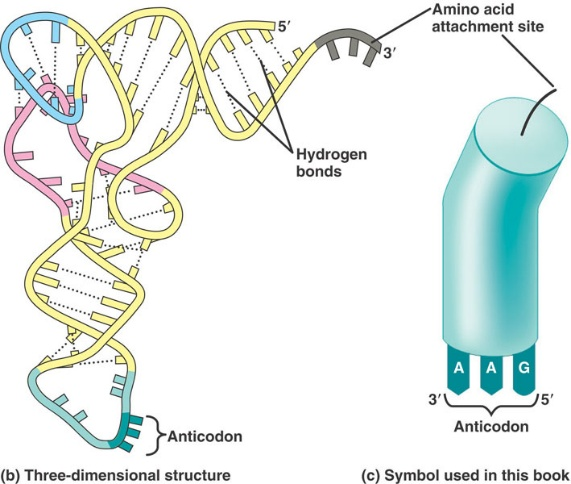 Amino acid
attachment site
5′
3′
Hydrogen
bonds
A A G
3′ 5′
Anticodon
Anticodon
(b) Three-dimensional structure
(c) Symbol used in this book